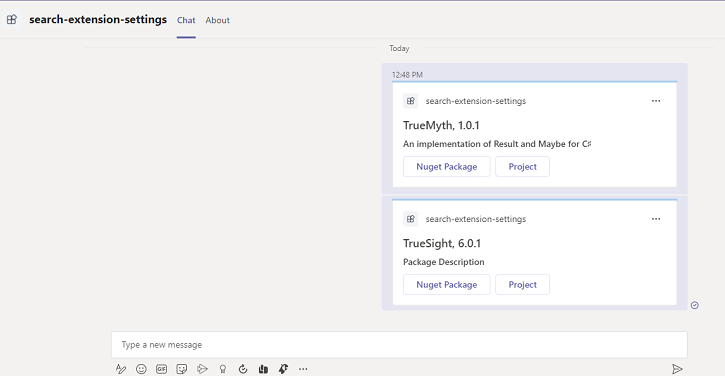 search-extension-settings Chat About
Today
12:48 PM
search-extension-settings
TrueMyth, 1.0.1
An implementation of Result and Maybe for C♯
Nuget Package Project
search-extension-settings
TrueSight, 6.0.1
Package Description
Nuget Package Project
Type a new message
GIF